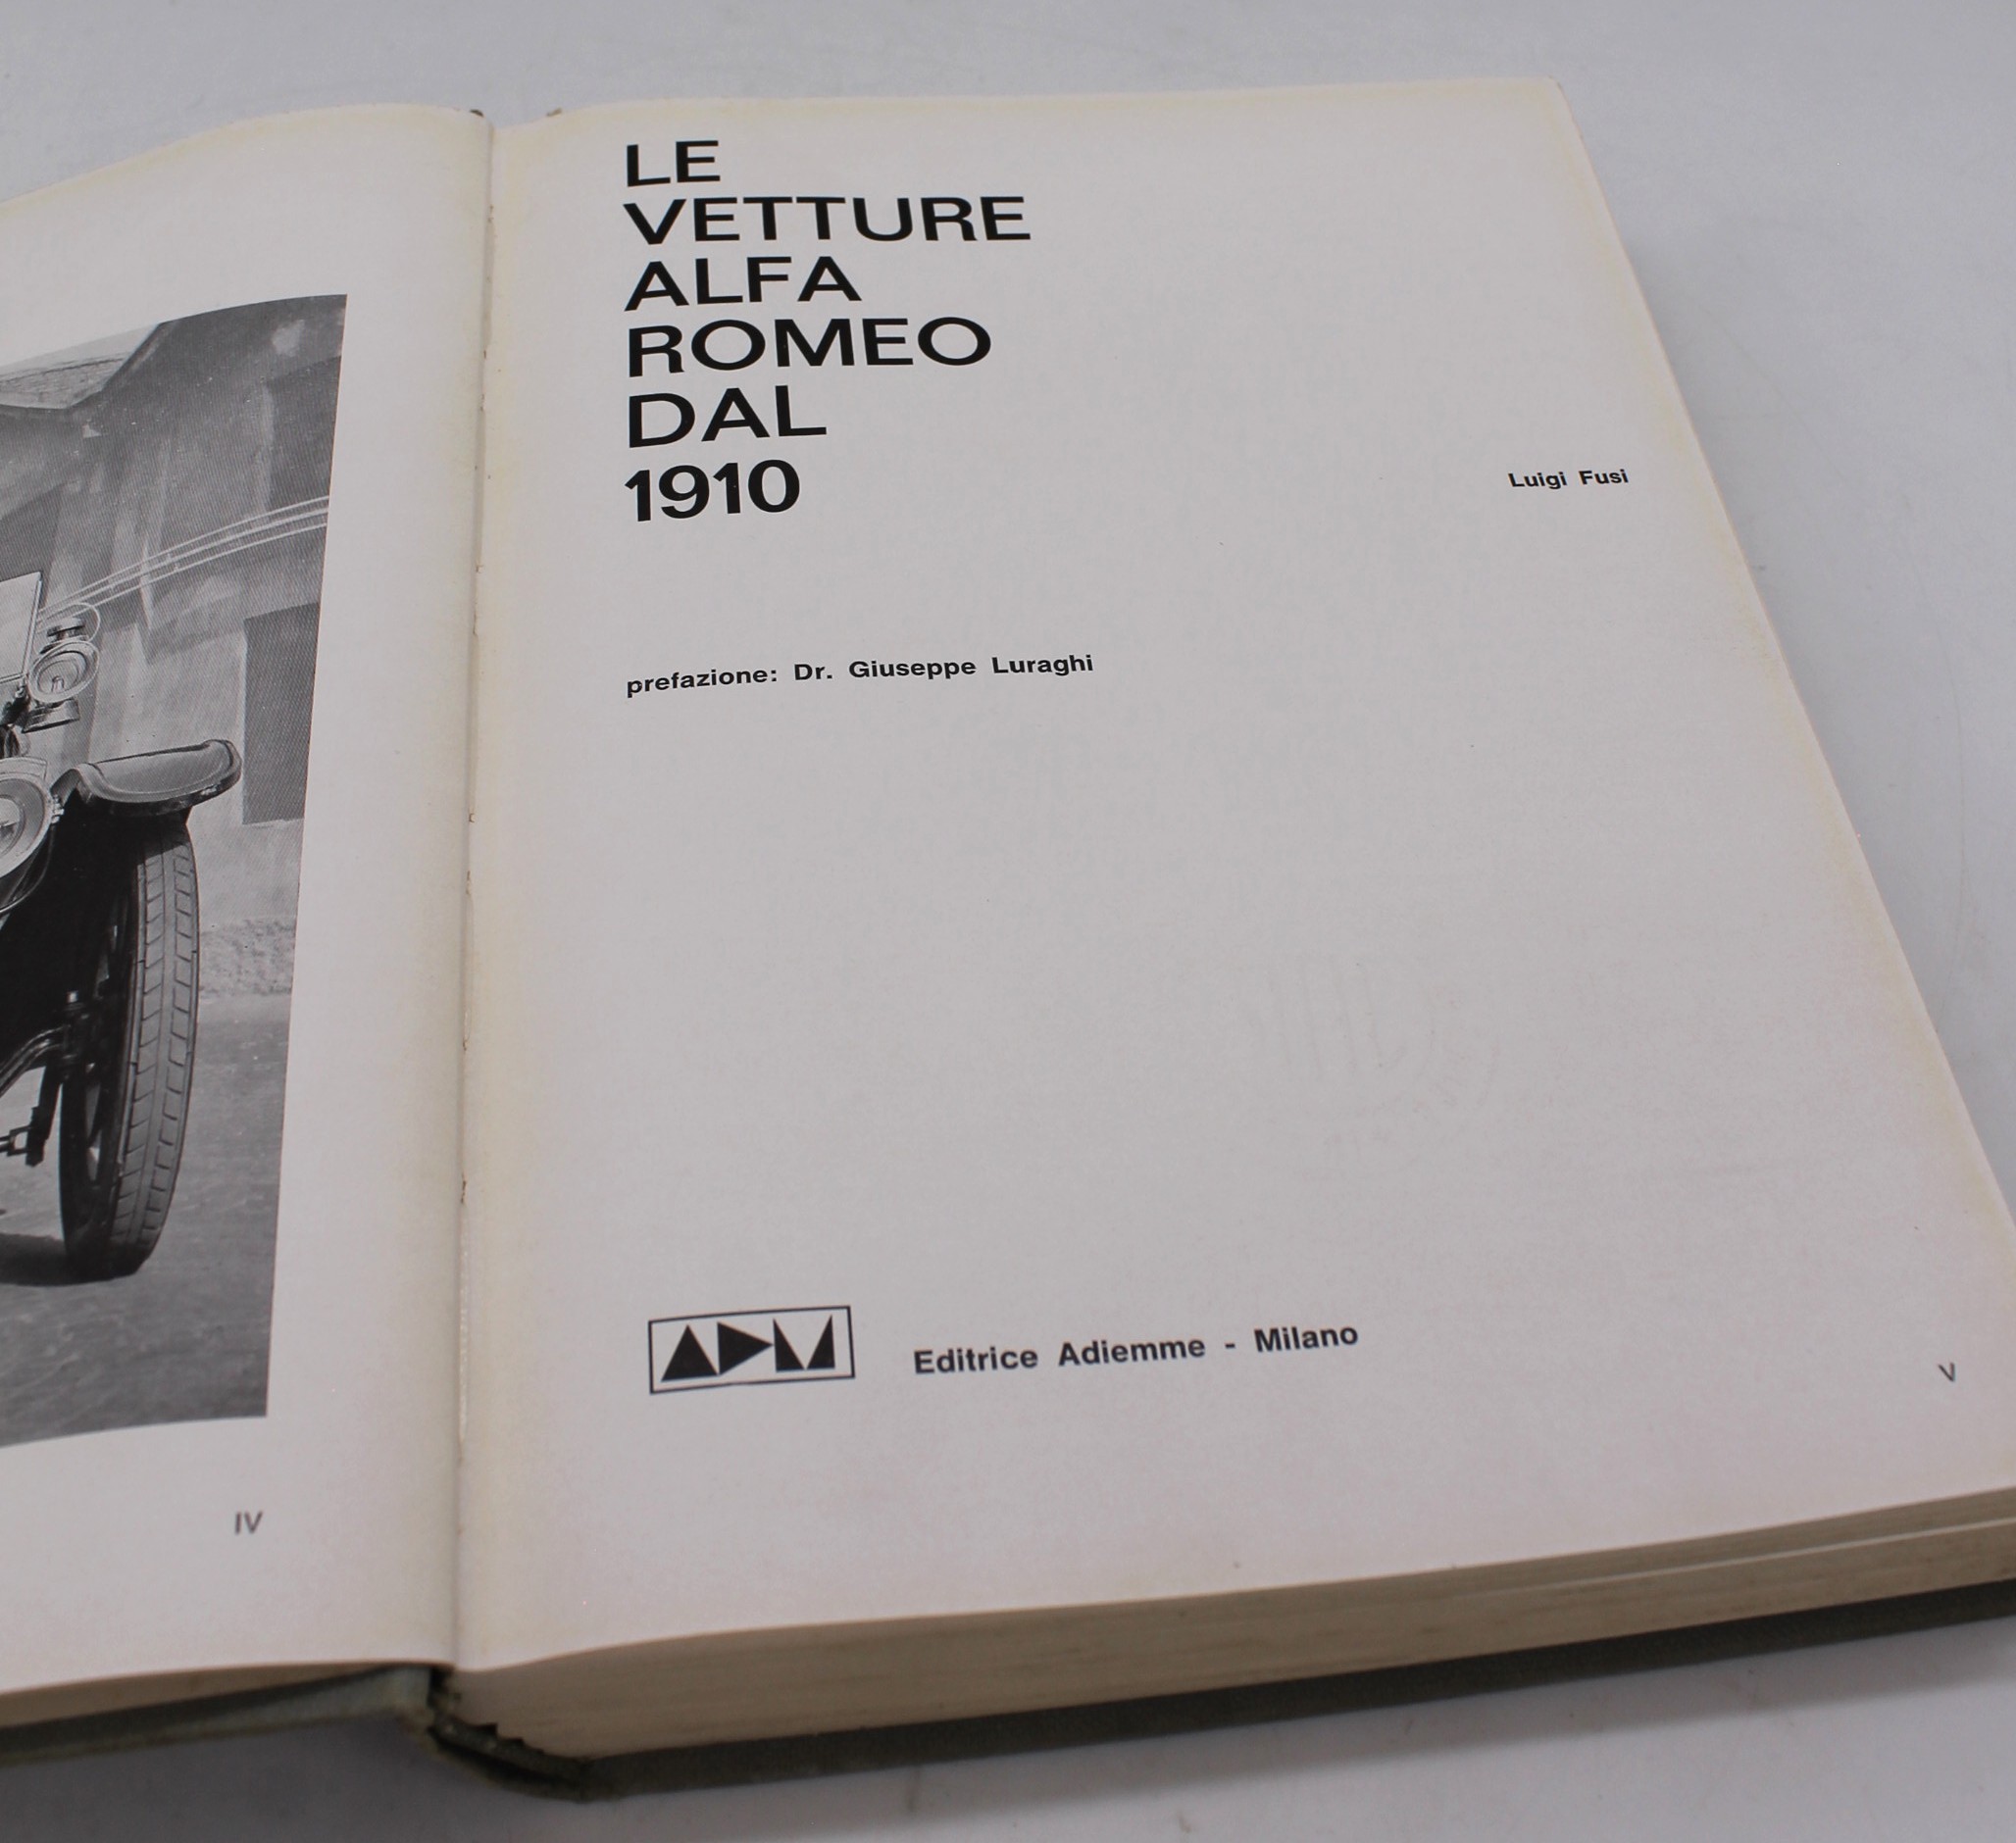 LE
VETTURE
ALFA
ROMEO
DAL
1910
Luigi Fusi
prefazione: Dr. Giuseppe Luraghi
ADM
Editrice Adiemme - Milano
V
IV